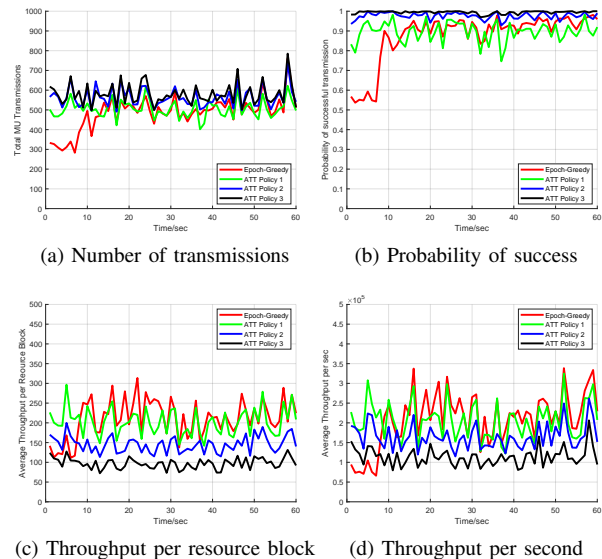 1000
900
800
700
600
500
400
300
200
100
0
Total MU Transmissions
Epoch-Greedy
ATT Policy 1
ATT Policy 2
ATT Policy 3
0 10 20 30 40 50 60
Time/sec
(a) Number of transmissions
1
0.9
0.8
0.7
0.6
0.5
0.4
0.3
0.2
0.1
0
Probability of successful transmission
Epoch-Greedy
ATT Policy 1
ATT Policy 2
ATT Policy 3
0 10 20 30 40 50 60
Time/sec
(b) Probability of success
500
450
400
350
300
250
200
150
100
50
0
Average Throughput per Reouce Block
Epoch-Greedy
ATT Policy 1
ATT Policy 2
ATT Policy 3
0 10 20 30 40 50 60
Time/sec
(c) Throughput per resource block
×10⁵
5
4.5
4
3.5
3
2.5
2
1.5
1
0.5
0
Average Throughput per sec
Epoch-Greedy
ATT Policy 1
ATT Policy 2
ATT Policy 3
0 10 20 30 40 50 60
Time/sec
(d) Throughput per second